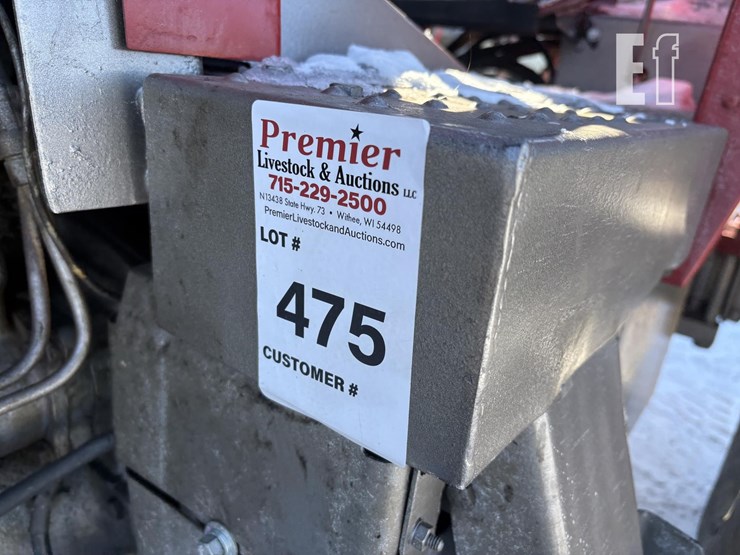 Ef
Premier
Livestock & Auctions LLC
715-229-2500
N13438 State Hwy. 73 • Withee, WI 54498
PremierLivestockandAuctions.com
LOT #
475
CUSTOMER #